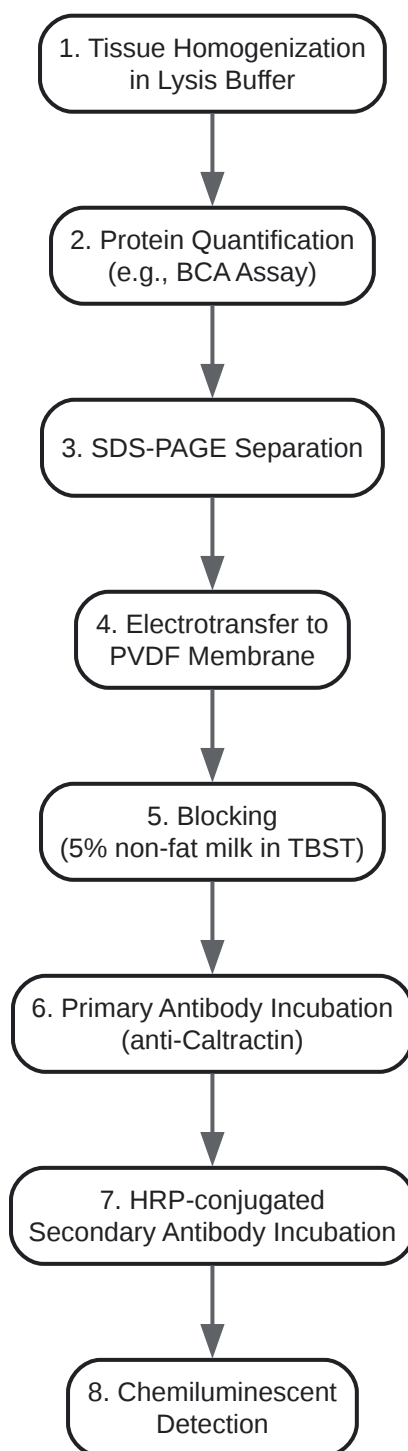 1. Tissue Homogenization
in Lysis Buffer
2. Protein Quantification
(e.g., BCA Assay)
3. SDS-PAGE Separation
4. Electrotransfer to
PVDF Membrane
5. Blocking
(5% non-fat milk in TBST)
6. Primary Antibody Incubation
(anti-Caltractin)
7. HRP-conjugated
Secondary Antibody Incubation
8. Chemiluminescent
Detection